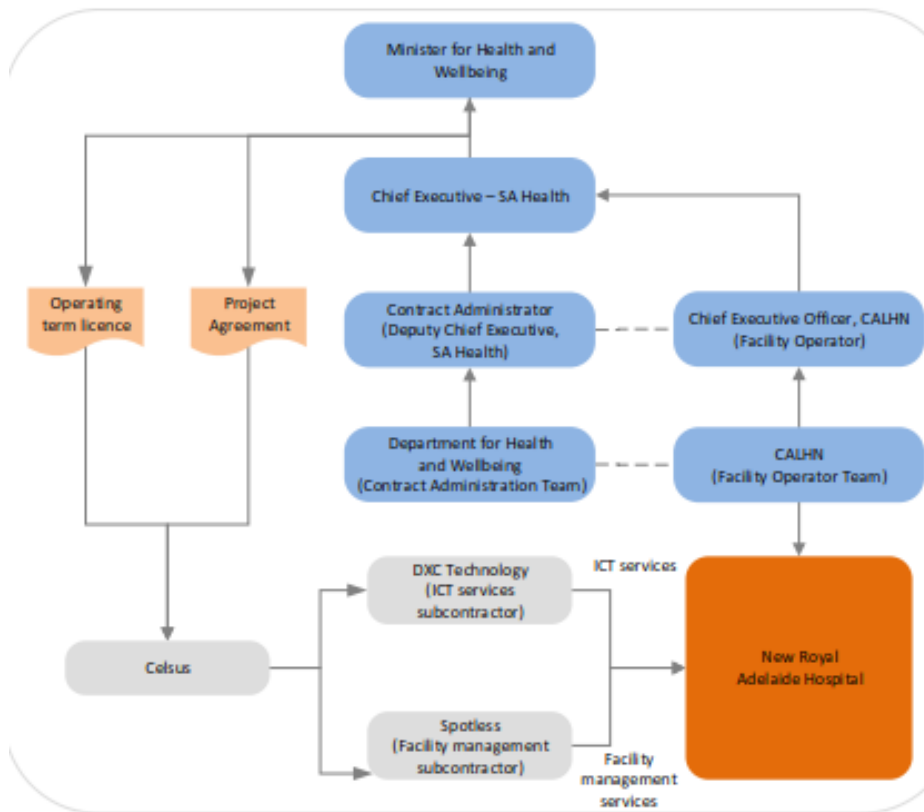 Minister for Health and
Wellbeing
Chief Executive – SA Health
Operating
term licence
Project
Agreement
Contract Administrator
(Deputy Chief Executive,
SA Health)
Chief Executive Officer, CALHN
(Facility Operator)
Department for Health
and Wellbeing
(Contract Administration Team)
CALHN
(Facility Operator Team)
DXC Technology
(ICT services
subcontractor)
ICT services
Celsus
New Royal
Adelaide Hospital
Spotless
(Facility management
subcontractor)
Facility
management
services